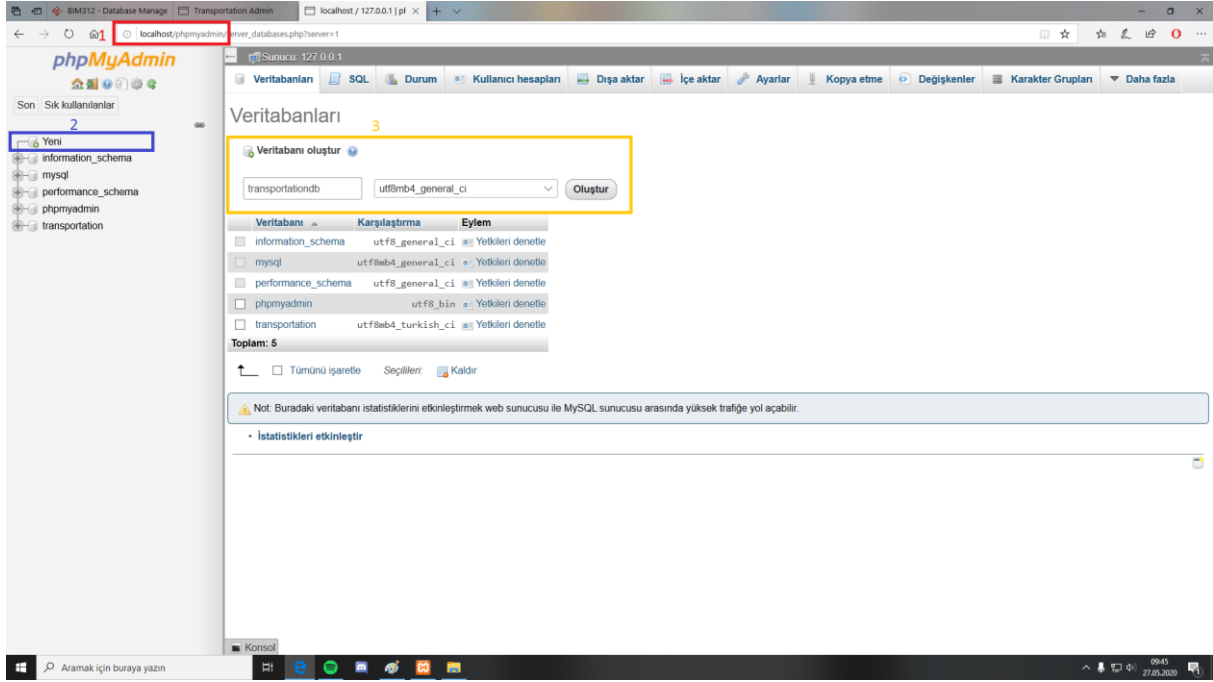 BIM312 - Database Manage
Transportation Admin
localhost / 127.0.0.1 | pl
1
localhost/phpmyadmin/server_databases.php?server=1
phpMyAdmin
Son Sık kullanılanlar
2
Yeni
information_schema
mysql
performance_schema
phpmyadmin
transportation
Sunucu: 127.0.0.1
Veritabanları SQL Durum Kullanıcı hesapları Dışa aktar İçe aktar Ayarlar Kopya etme Değişkenler Karakter Grupları Daha fazla
Veritabanları
3
Veritabanı oluştur
transportationdb utf8mb4_general_ci Oluştur
Veritabanı Karşılaştırma Eylem
information_schema utf8_general_ci Yetkileri denetle
mysql utf8mb4_general_ci Yetkileri denetle
performance_schema utf8_general_ci Yetkileri denetle
phpmyadmin utf8_bin Yetkileri denetle
transportation utf8mb4_turkish_ci Yetkileri denetle
Toplam: 5
Tümünü işaretle Seçilileri: Kaldır
Not: Buradaki veritabanı istatistiklerini etkinleştirmek web sunucusu ile MySQL sunucusu arasında yüksek trafiğe yol açabilir.
İstatistikleri etkinleştir
Konsol
Aramak için buraya yazın
09:45
27.05.2020